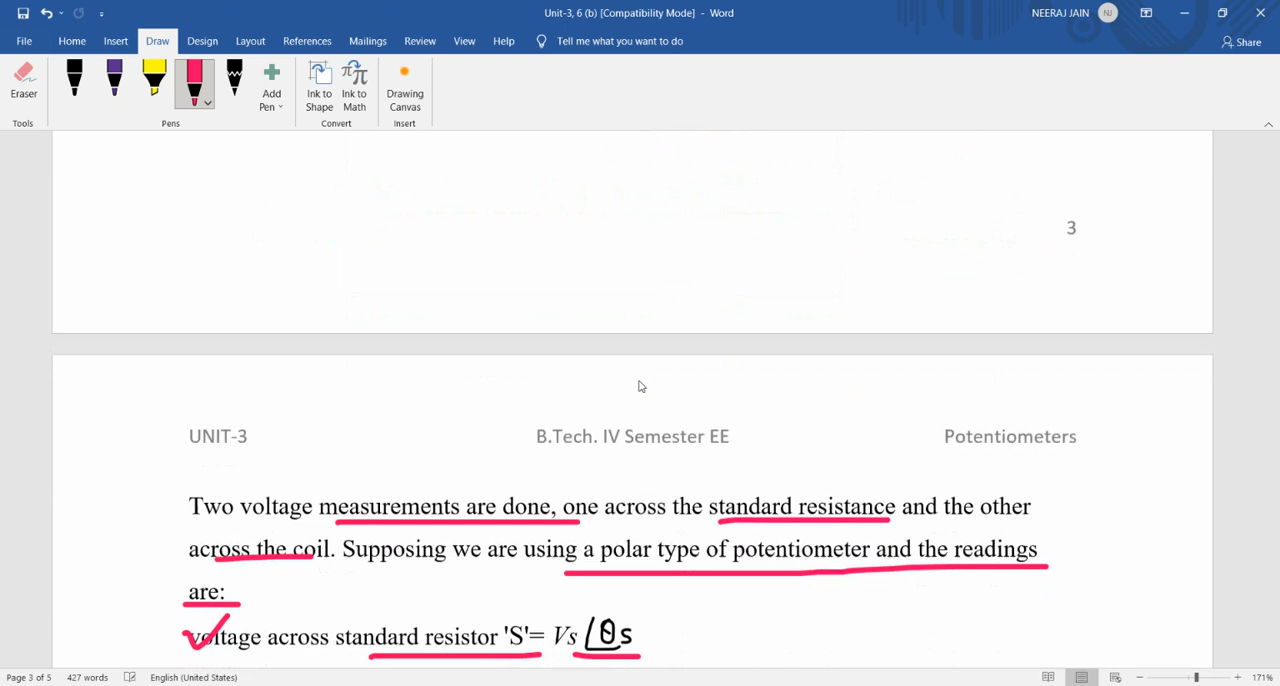 Unit-3, 6 (b) [Compatibility Mode] - Word
NEERAJ JAIN NJ
File Home Insert Draw Design Layout References Mailings Review View Help Tell me what you want to do Share
Eraser
Add Pen
Ink to Shape
Ink to Math
Drawing Canvas
Tools Pens Convert Insert
3
UNIT-3 B.Tech. IV Semester EE Potentiometers
Two voltage measurements are done, one across the standard resistance and the other
across the coil. Supposing we are using a polar type of potentiometer and the readings
are:
voltage across standard resistor 'S'= Vs ∠θs
Page 3 of 5 427 words English (United States) 171%